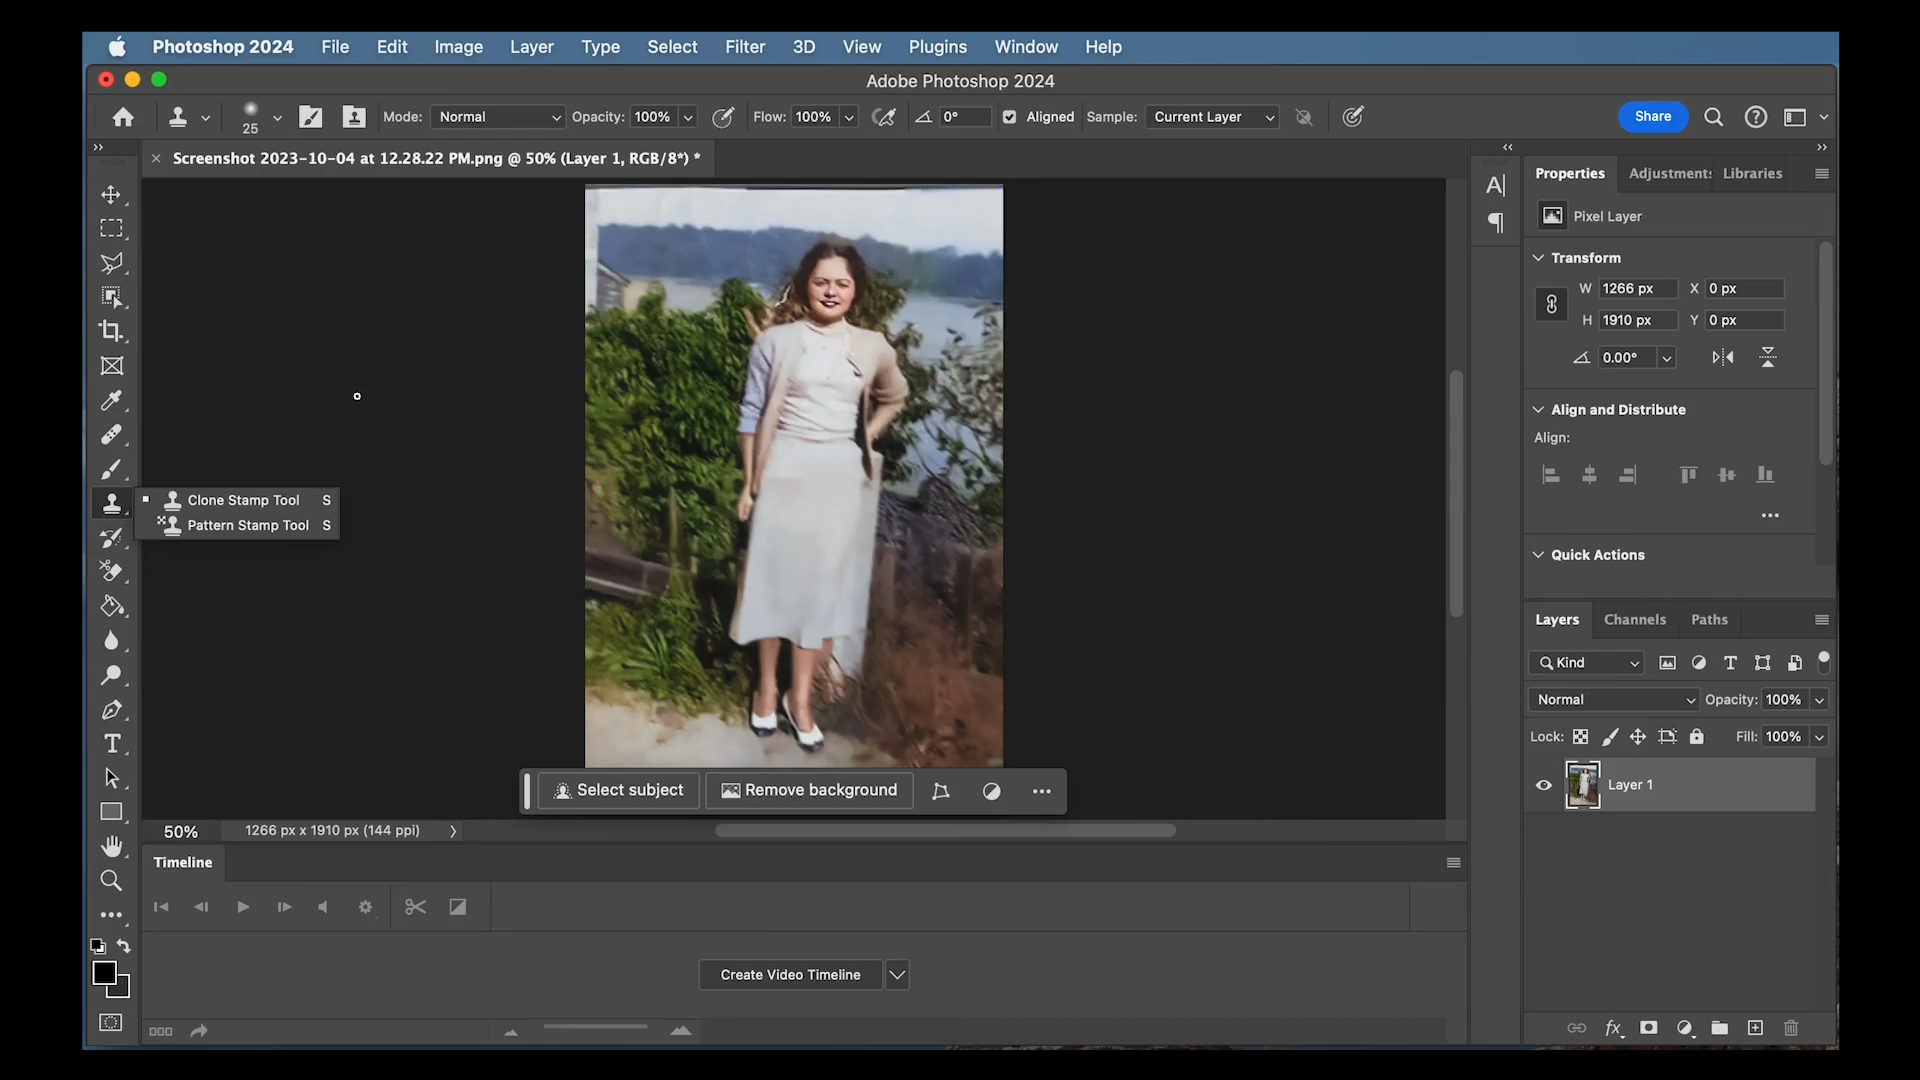 Photoshop 2024 File Edit Image Layer Type Select Filter 3D View Plugins Window Help
Adobe Photoshop 2024
25 Mode: Normal Opacity: 100% Flow: 100% 0° Aligned Sample: Current Layer Share
Screenshot 2023-10-04 at 12.28.22 PM.png @ 50% (Layer 1, RGB/8*) *
Properties Adjustments Libraries
Pixel Layer
Transform
W 1266 px X 0 px
H 1910 px Y 0 px
0.00°
Align and Distribute
Align:
Clone Stamp Tool S
Pattern Stamp Tool S
Quick Actions
Layers Channels Paths
Kind
Normal Opacity: 100%
Lock: Fill: 100%
Layer 1
Select subject Remove background
50% 1266 px x 1910 px (144 ppi)
Timeline
Create Video Timeline